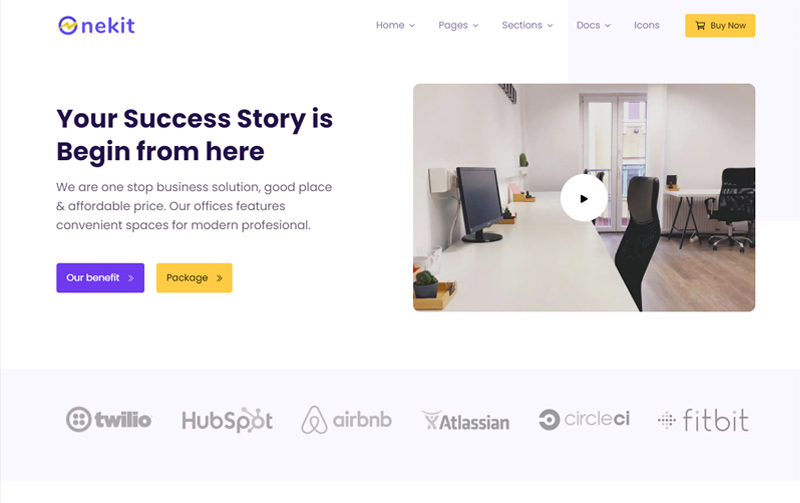 Onekit
Home Pages Sections Docs Icons Buy Now
Your Success Story is
Begin from here
We are one stop business solution, good place
& affordable price. Our offices features
convenient spaces for modern profesional.
Our benefit Package
twilio HubSpot airbnb Atlassian circleci fitbit